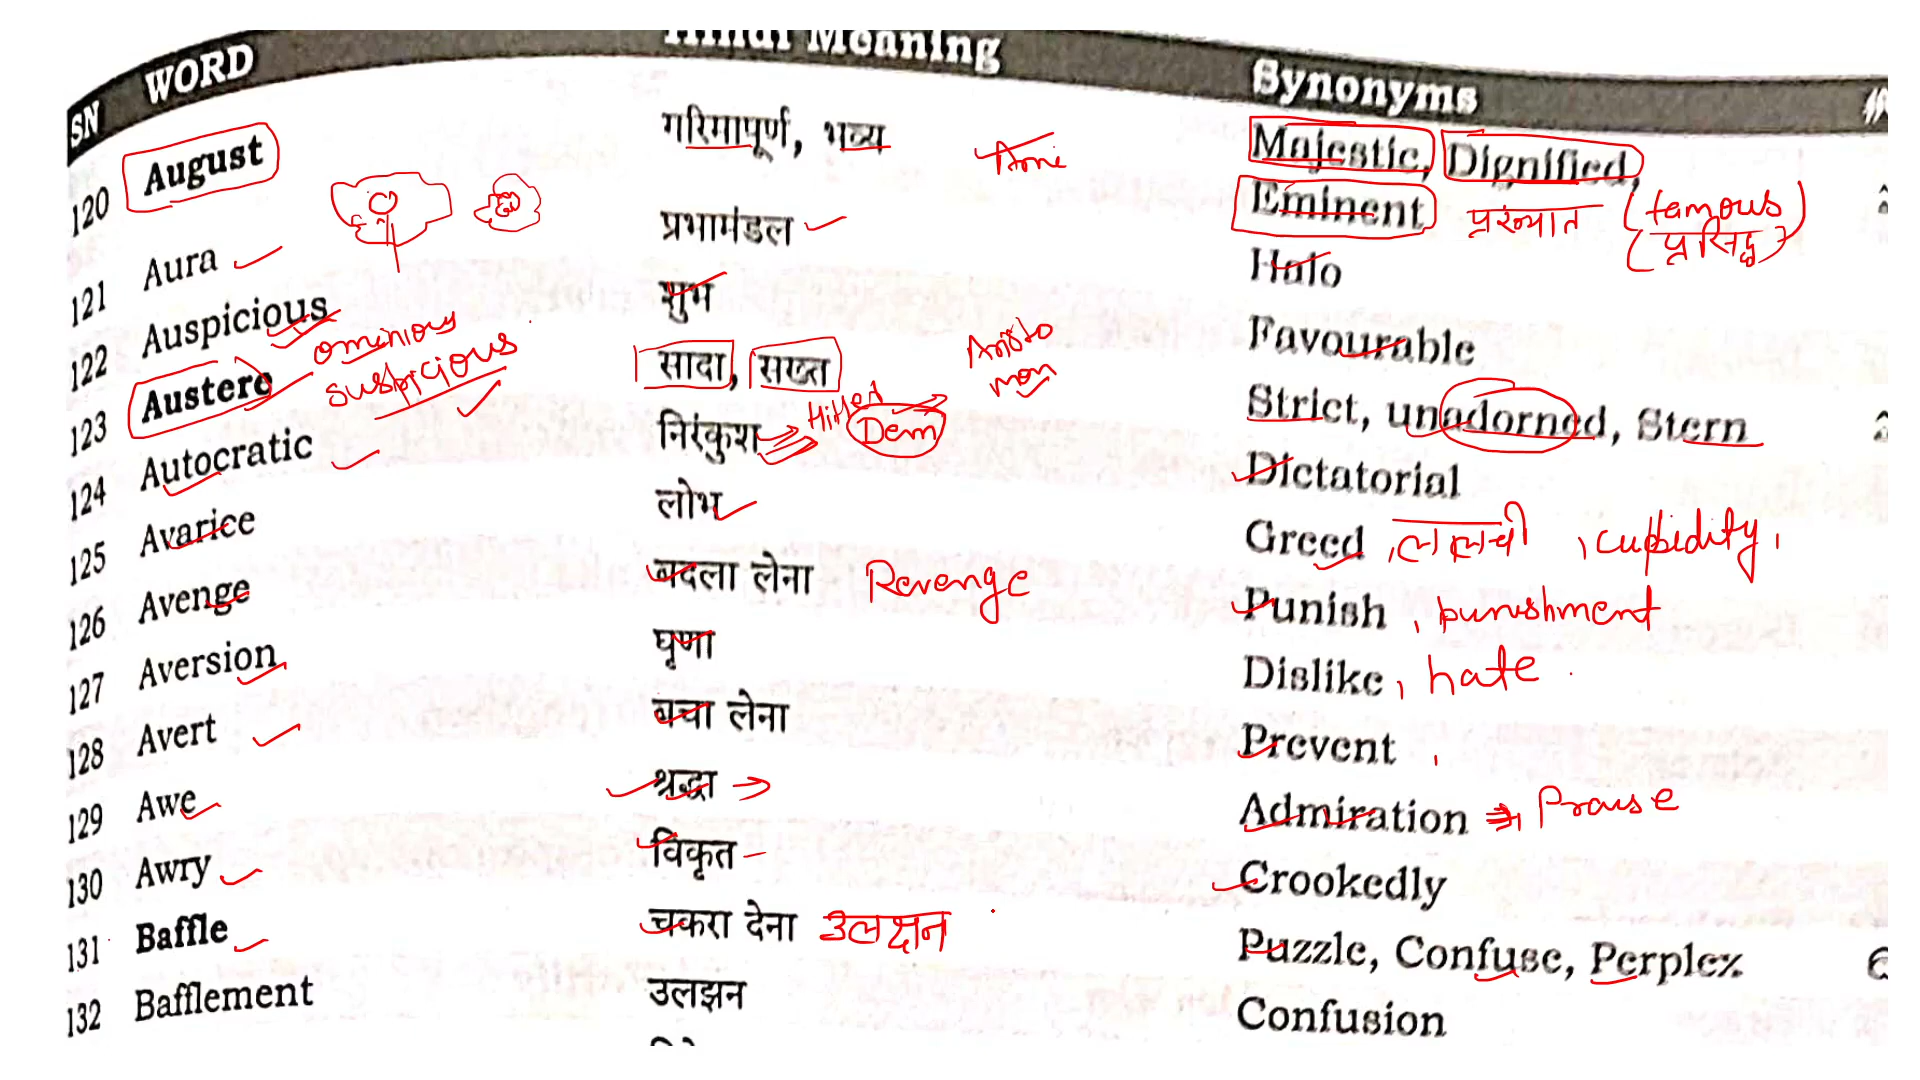 SN WORD Hindi Meaning Synonyms
120 August गरिमापूर्ण, भव्य Majestic, Dignified,
Eminent प्रख्यात (famous)
(प्रसिद्ध)
121 Aura प्रभामंडल Halo
122 Auspicious शुभ Favourable
ominious
suspicious
123 Austere सादा, सख्त Strict, unadorned, Stern
124 Autocratic निरंकुश Hitler Dem Dictatorial
125 Avarice लोभ Greed, लालची, cupidity,
126 Avenge बदला लेना Revenge Punish, punishment
127 Aversion घृणा Dislike, hate
128 Avert बचा लेना Prevent,
129 Awe श्रद्धा → Admiration ⇒ Praise
130 Awry विकृत Crookedly
131 Baffle चकरा देना उलझन Puzzle, Confuse, Perplex 6
132 Bafflement उलझन Confusion